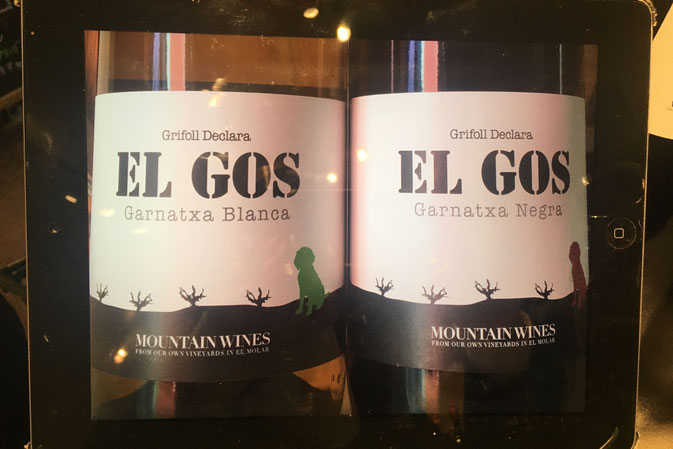 Grifoll Declara
EL GOS
Garnatxa Blanca
MOUNTAIN WINES
FROM OUR OWN VINEYARDS IN EL MOLAR
Grifoll Declara
EL GOS
Garnatxa Negra
MOUNTAIN WINES
FROM OUR OWN VINEYARDS IN EL MOLAR